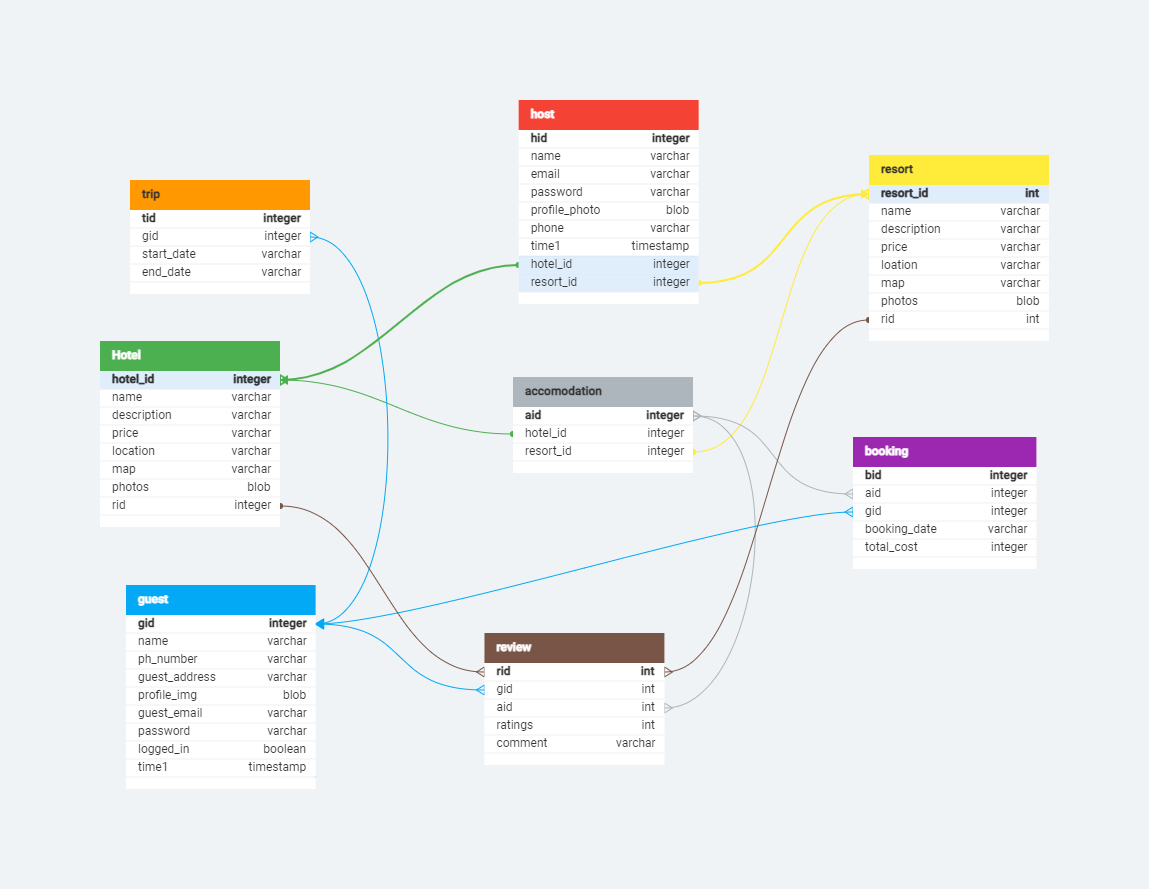 host
hid integer
name varchar
email varchar
password varchar
profile_photo blob
phone varchar
time1 timestamp
hotel_id integer
resort_id integer
resort
resort_id int
name varchar
description varchar
price varchar
loation varchar
map varchar
photos blob
rid int
trip
tid integer
gid integer
start_date varchar
end_date varchar
Hotel
hotel_id integer
name varchar
description varchar
price varchar
location varchar
map varchar
photos blob
rid integer
accomodation
aid integer
hotel_id integer
resort_id integer
booking
bid integer
aid integer
gid integer
booking_date varchar
total_cost integer
guest
gid integer
name varchar
ph_number varchar
guest_address varchar
profile_img blob
guest_email varchar
password varchar
logged_in boolean
time1 timestamp
review
rid int
gid int
aid int
ratings int
comment varchar